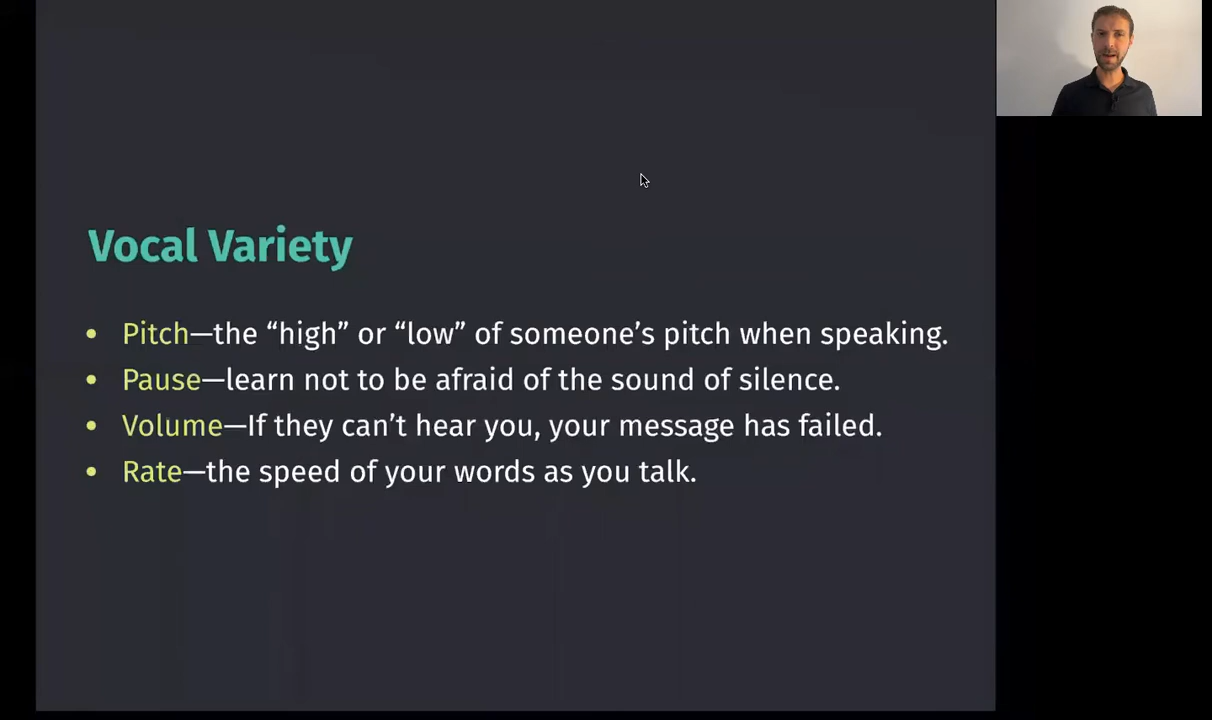 Vocal Variety
• Pitch—the “high” or “low” of someone’s pitch when speaking.
• Pause—learn not to be afraid of the sound of silence.
• Volume—If they can’t hear you, your message has failed.
• Rate—the speed of your words as you talk.